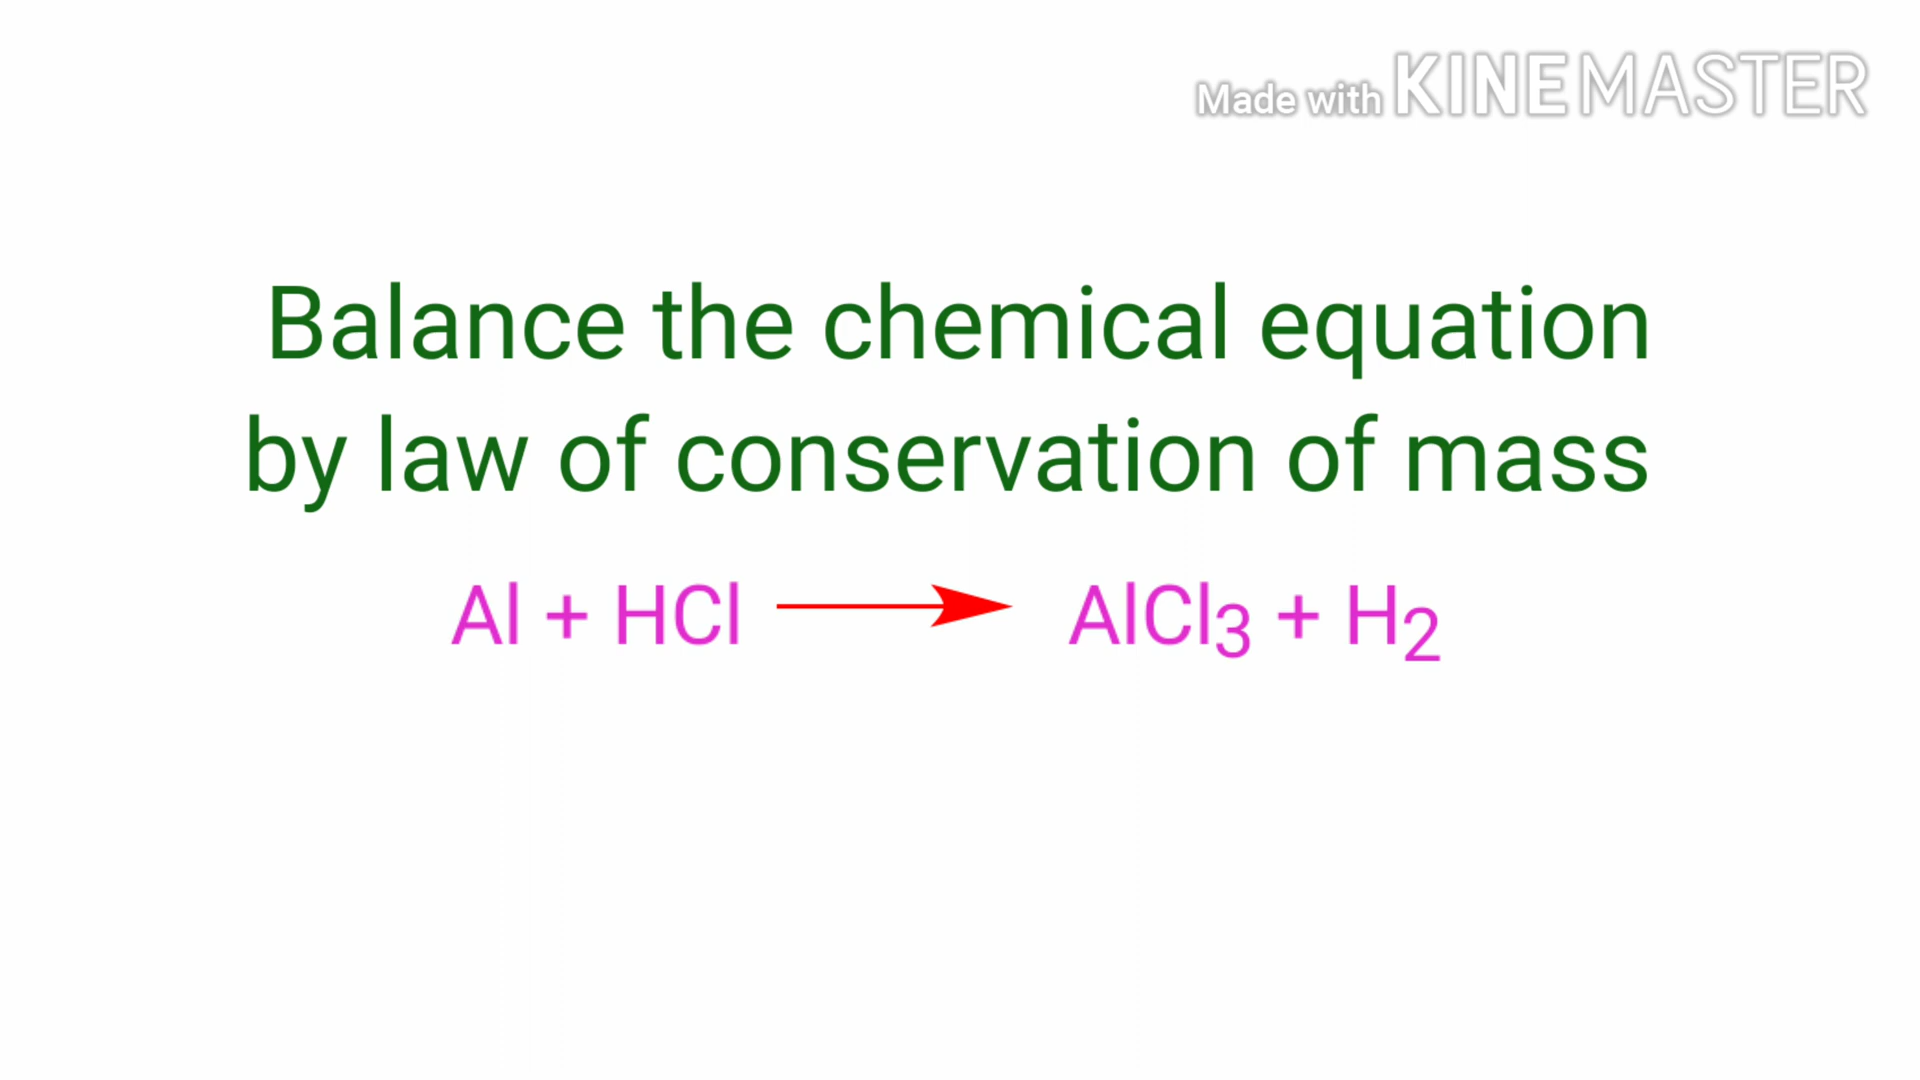 Made with KINEMASTER
Balance the chemical equation
by law of conservation of mass
Al + HCl ⟶ AlCl₃ + H₂